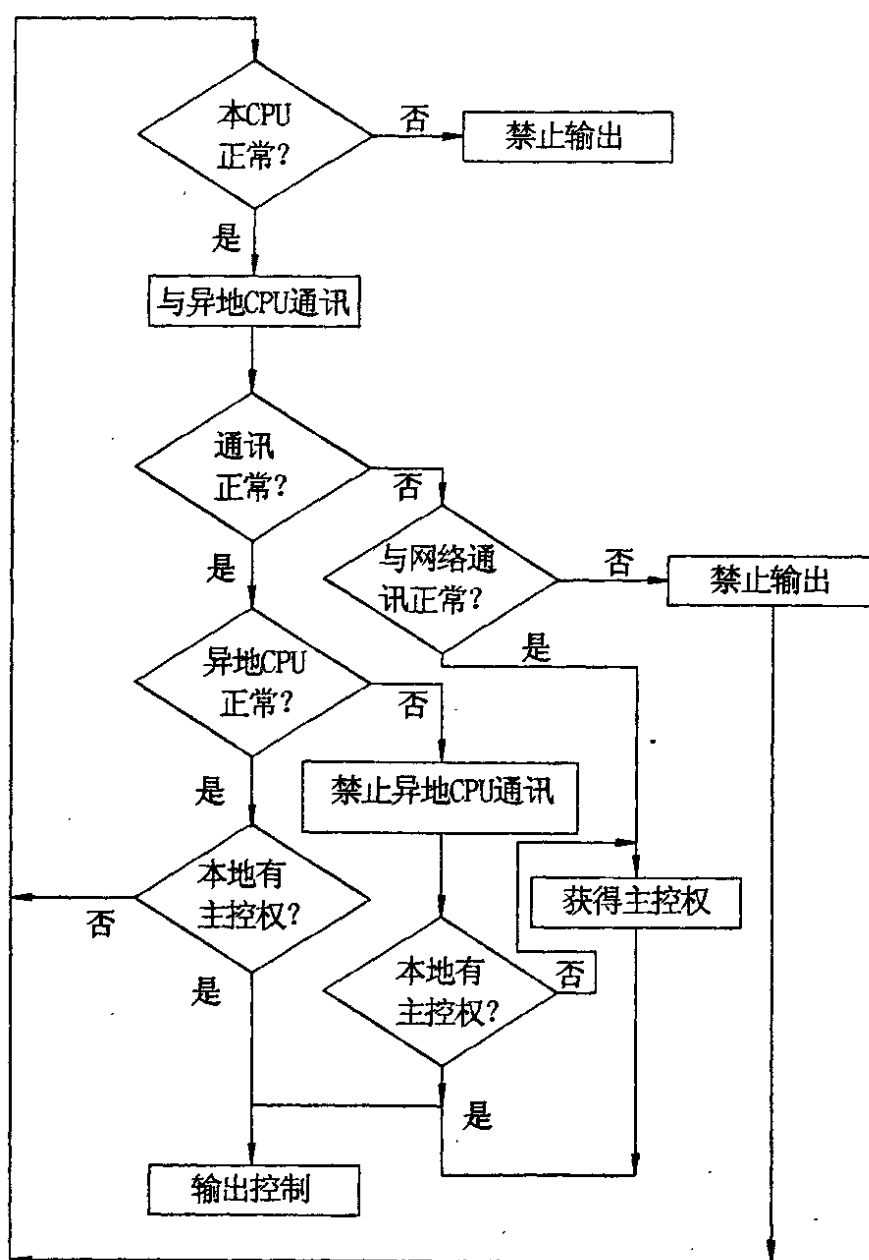 本CPU
正常？
否
禁止输出
是
与异地CPU通讯
通讯
正常？
否
是
与网络通
讯正常？
否
禁止输出
是
异地CPU
正常？
否
是
禁止异地CPU通讯
本地有
主控权？
否
是
获得主控权
本地有
主控权？
否
是
输出控制